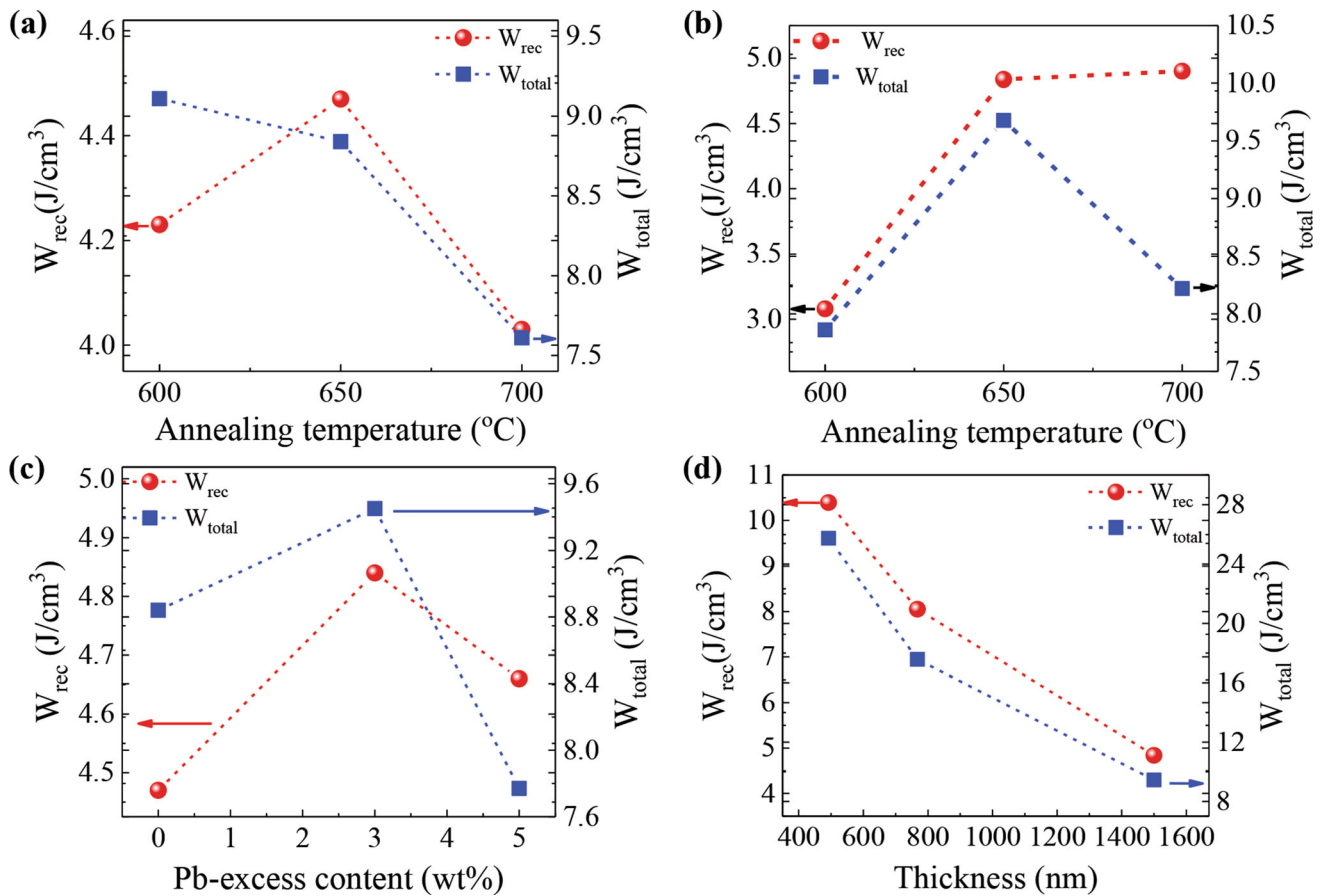 (a)
4.6
4.4
4.2
4.0
W_rec(J/cm³)
W_rec
W_total
9.5
9.0
8.5
8.0
7.5
W_total (J/cm³)
600 650 700
Annealing temperature (°C)
(b)
5.0
4.5
4.0
3.5
3.0
W_rec(J/cm³)
W_rec
W_total
10.5
10.0
9.5
9.0
8.5
8.0
7.5
W_total (J/cm³)
600 650 700
Annealing temperature (°C)
(c)
5.0
4.9
4.8
4.7
4.6
4.5
W_rec (J/cm³)
W_rec
W_total
9.6
9.2
8.8
8.4
8.0
7.6
W_total (J/cm³)
0 1 2 3 5
Pb-excess content (wt%)
(d)
11
10
9
8
7
6
5
4
W_rec(J/cm³)
W_rec
W_total
28
24
20
16
12
8
W_total (J/cm³)
400 600 800 1000 1200 1400 1600
Thickness (nm)